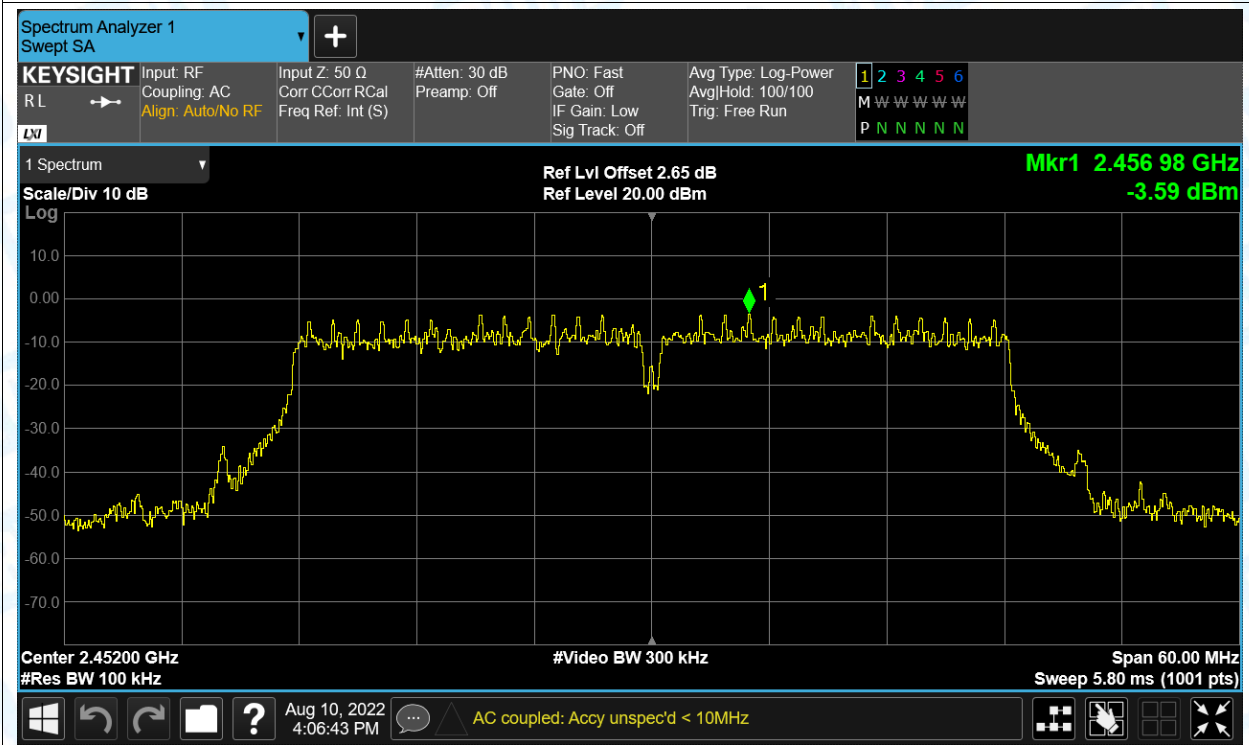 Spectrum Analyzer 1
Swept SA
KEYSIGHT
R L
LXI
Input: RF
Coupling: AC
Align: Auto/No RF
Input Z: 50 Ω
Corr CCorr RCal
Freq Ref: Int (S)
#Atten: 30 dB
Preamp: Off
PNO: Fast
Gate: Off
IF Gain: Low
Sig Track: Off
Avg Type: Log-Power
Avg|Hold: 100/100
Trig: Free Run
1 2 3 4 5 6
M W W W W W
P N N N N N
1 Spectrum
Scale/Div 10 dB
Log
Ref Lvl Offset 2.65 dB
Ref Level 20.00 dBm
Mkr1 2.456 98 GHz
-3.59 dBm
10.0
0.00
-10.0
-20.0
-30.0
-40.0
-50.0
-60.0
-70.0
1
Center 2.45200 GHz
#Res BW 100 kHz
#Video BW 300 kHz
Span 60.00 MHz
Sweep 5.80 ms (1001 pts)
?
Aug 10, 2022
4:06:43 PM
AC coupled: Accy unspec'd < 10MHz